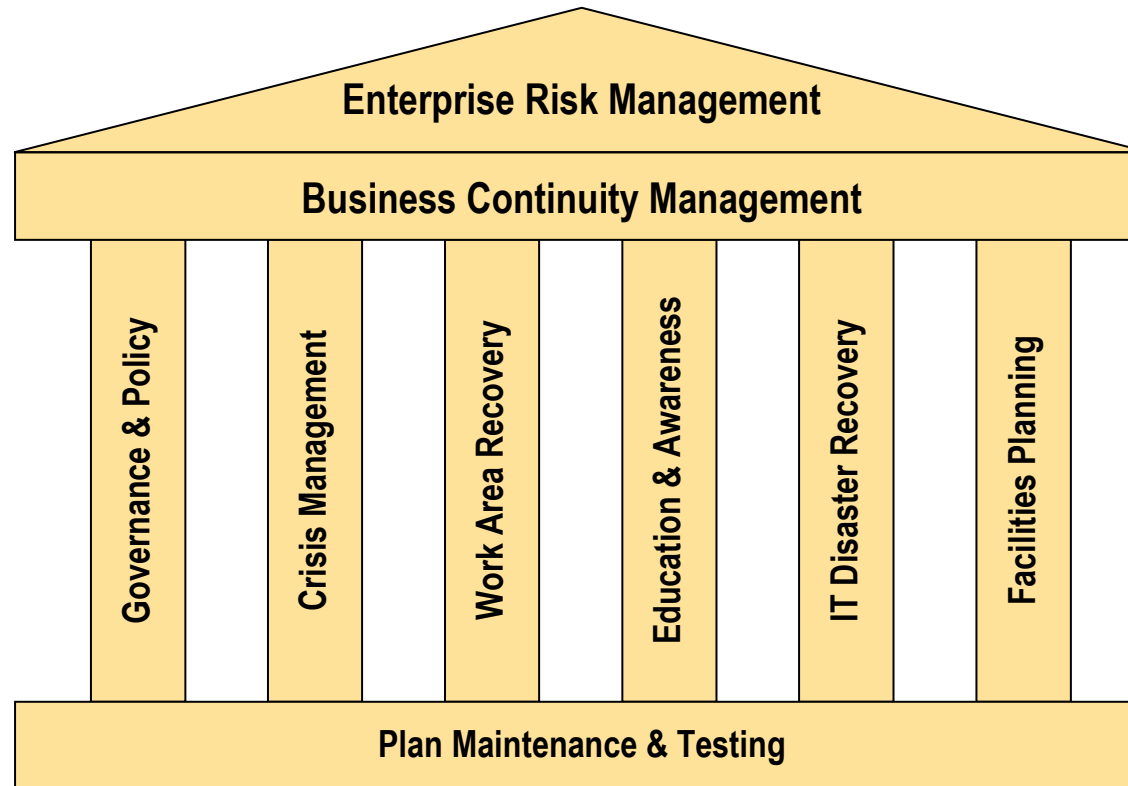 Enterprise Risk Management
Business Continuity Management
Governance & Policy
Crisis Management
Work Area Recovery
Education & Awareness
IT Disaster Recovery
Facilities Planning
Plan Maintenance & Testing